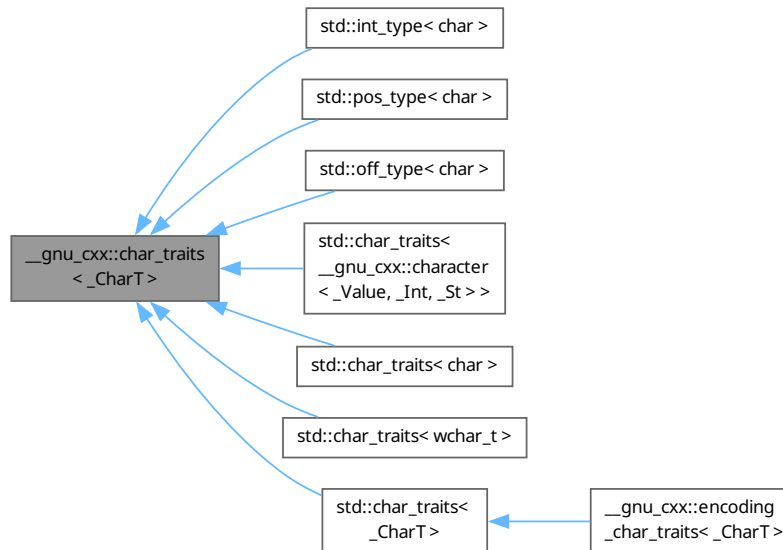 std::int_type< char >
std::pos_type< char >
std::off_type< char >
__gnu_cxx::char_traits
< _CharT >
std::char_traits<
__gnu_cxx::character
< _Value, _Int, _St > >
std::char_traits< char >
std::char_traits< wchar_t >
std::char_traits<
_CharT >
__gnu_cxx::encoding
_char_traits< _CharT >